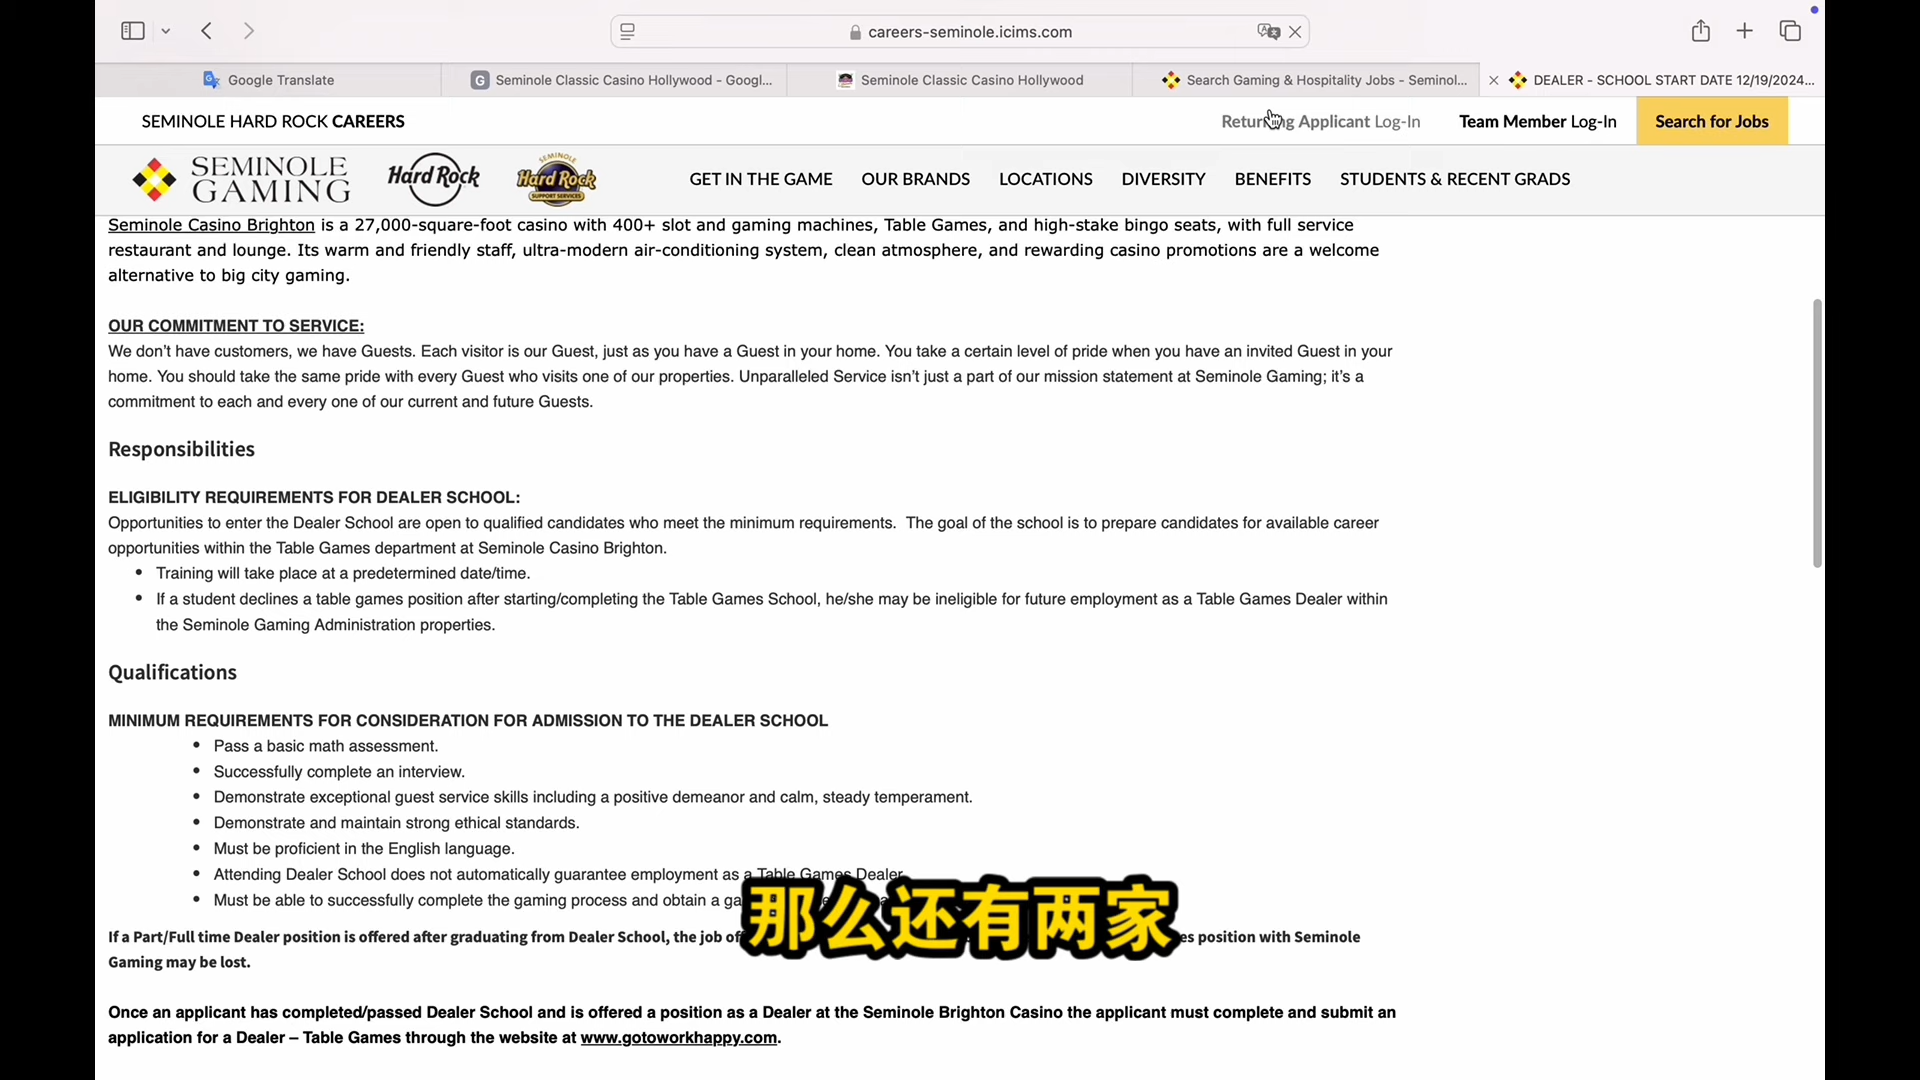 careers-seminole.icims.com
Google Translate
Seminole Classic Casino Hollywood - Googl...
Seminole Classic Casino Hollywood
Search Gaming & Hospitality Jobs - Seminol...
DEALER - SCHOOL START DATE 12/19/2024...
SEMINOLE HARD ROCK CAREERS
Returning Applicant Log-In
Team Member Log-In
Search for Jobs
SEMINOLE
GAMING
Hard Rock
SEMINOLE
Hard Rock
SUPPORT SERVICES
GET IN THE GAME
OUR BRANDS
LOCATIONS
DIVERSITY
BENEFITS
STUDENTS & RECENT GRADS
Seminole Casino Brighton is a 27,000-square-foot casino with 400+ slot and gaming machines, Table Games, and high-stake bingo seats, with full service
restaurant and lounge. Its warm and friendly staff, ultra-modern air-conditioning system, clean atmosphere, and rewarding casino promotions are a welcome
alternative to big city gaming.
OUR COMMITMENT TO SERVICE:
We don't have customers, we have Guests. Each visitor is our Guest, just as you have a Guest in your home. You take a certain level of pride when you have an invited Guest in your
home. You should take the same pride with every Guest who visits one of our properties. Unparalleled Service isn't just a part of our mission statement at Seminole Gaming; it's a
commitment to each and every one of our current and future Guests.
Responsibilities
ELIGIBILITY REQUIREMENTS FOR DEALER SCHOOL:
Opportunities to enter the Dealer School are open to qualified candidates who meet the minimum requirements. The goal of the school is to prepare candidates for available career
opportunities within the Table Games department at Seminole Casino Brighton.
• Training will take place at a predetermined date/time.
• If a student declines a table games position after starting/completing the Table Games School, he/she may be ineligible for future employment as a Table Games Dealer within
the Seminole Gaming Administration properties.
Qualifications
MINIMUM REQUIREMENTS FOR CONSIDERATION FOR ADMISSION TO THE DEALER SCHOOL
• Pass a basic math assessment.
• Successfully complete an interview.
• Demonstrate exceptional guest service skills including a positive demeanor and calm, steady temperament.
• Demonstrate and maintain strong ethical standards.
• Must be proficient in the English language.
• Attending Dealer School does not automatically guarantee employment as a Table Games Dealer.
• Must be able to successfully complete the gaming process and obtain a
那么还有两家
If a Part/Full time Dealer position is offered after graduating from Dealer School, the job position with Seminole
Gaming may be lost.
Once an applicant has completed/passed Dealer School and is offered a position as a Dealer at the Seminole Brighton Casino the applicant must complete and submit an
application for a Dealer – Table Games through the website at www.gotoworkhappy.com.